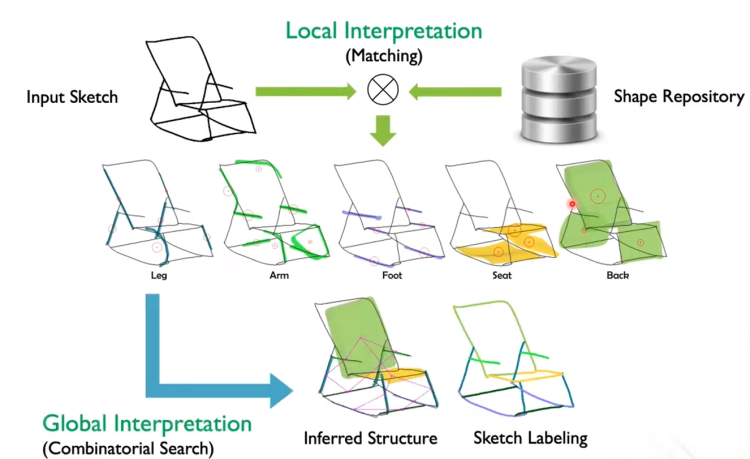 Local Interpretation
(Matching)
Input Sketch
Shape Repository
Leg
Arm
Foot
Seat
Back
Global Interpretation
(Combinatorial Search)
Inferred Structure
Sketch Labeling